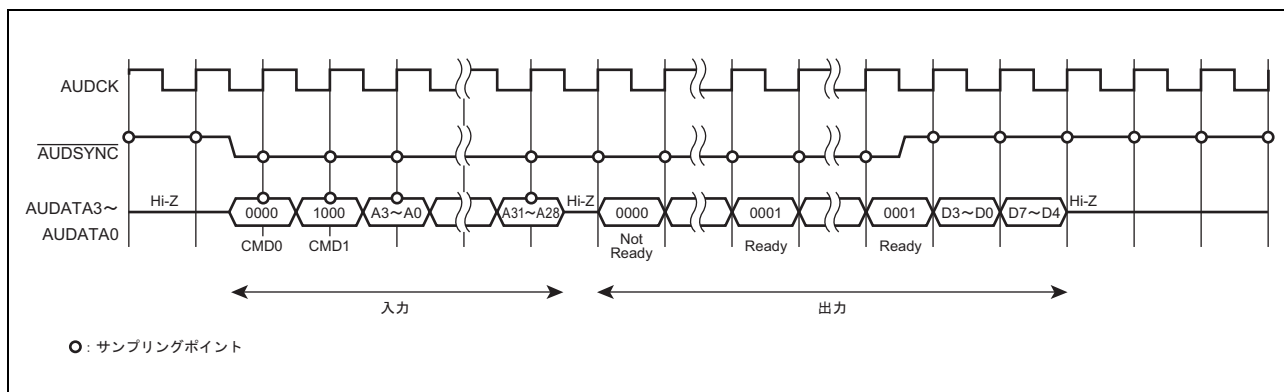 AUDCK
AUDSYNC
AUDATA3～
AUDATA0
Hi-Z
0000
1000
A3～A0
A31～A28
Hi-Z
0000
0001
0001
D3～D0
D7～D4
Hi-Z
CMD0
CMD1
Not
Ready
Ready
Ready
入力
出力
：サンプリングポイント